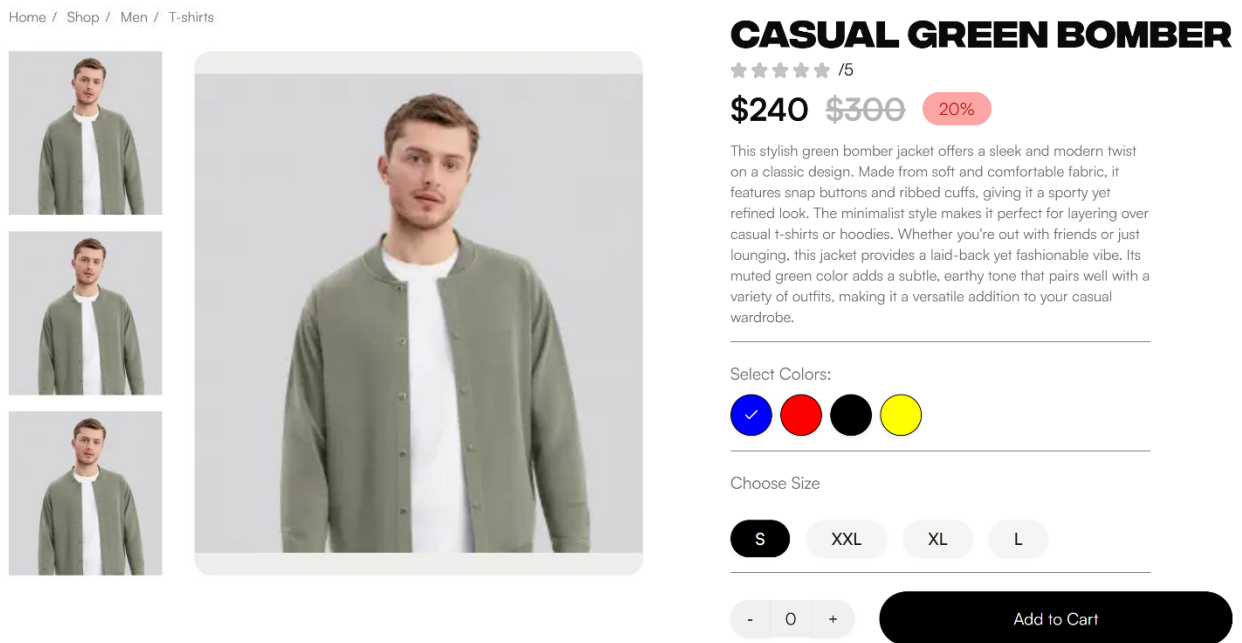 Home / Shop / Men / T-shirts
CASUAL GREEN BOMBER
/5
$240 $300 20%
This stylish green bomber jacket offers a sleek and modern twist
on a classic design. Made from soft and comfortable fabric, it
features snap buttons and ribbed cuffs, giving it a sporty yet
refined look. The minimalist style makes it perfect for layering over
casual t-shirts or hoodies. Whether you're out with friends or just
lounging, this jacket provides a laid-back yet fashionable vibe. Its
muted green color adds a subtle, earthy tone that pairs well with a
variety of outfits, making it a versatile addition to your casual
wardrobe.
Select Colors:
Choose Size
S XXL XL L
- 0 + Add to Cart